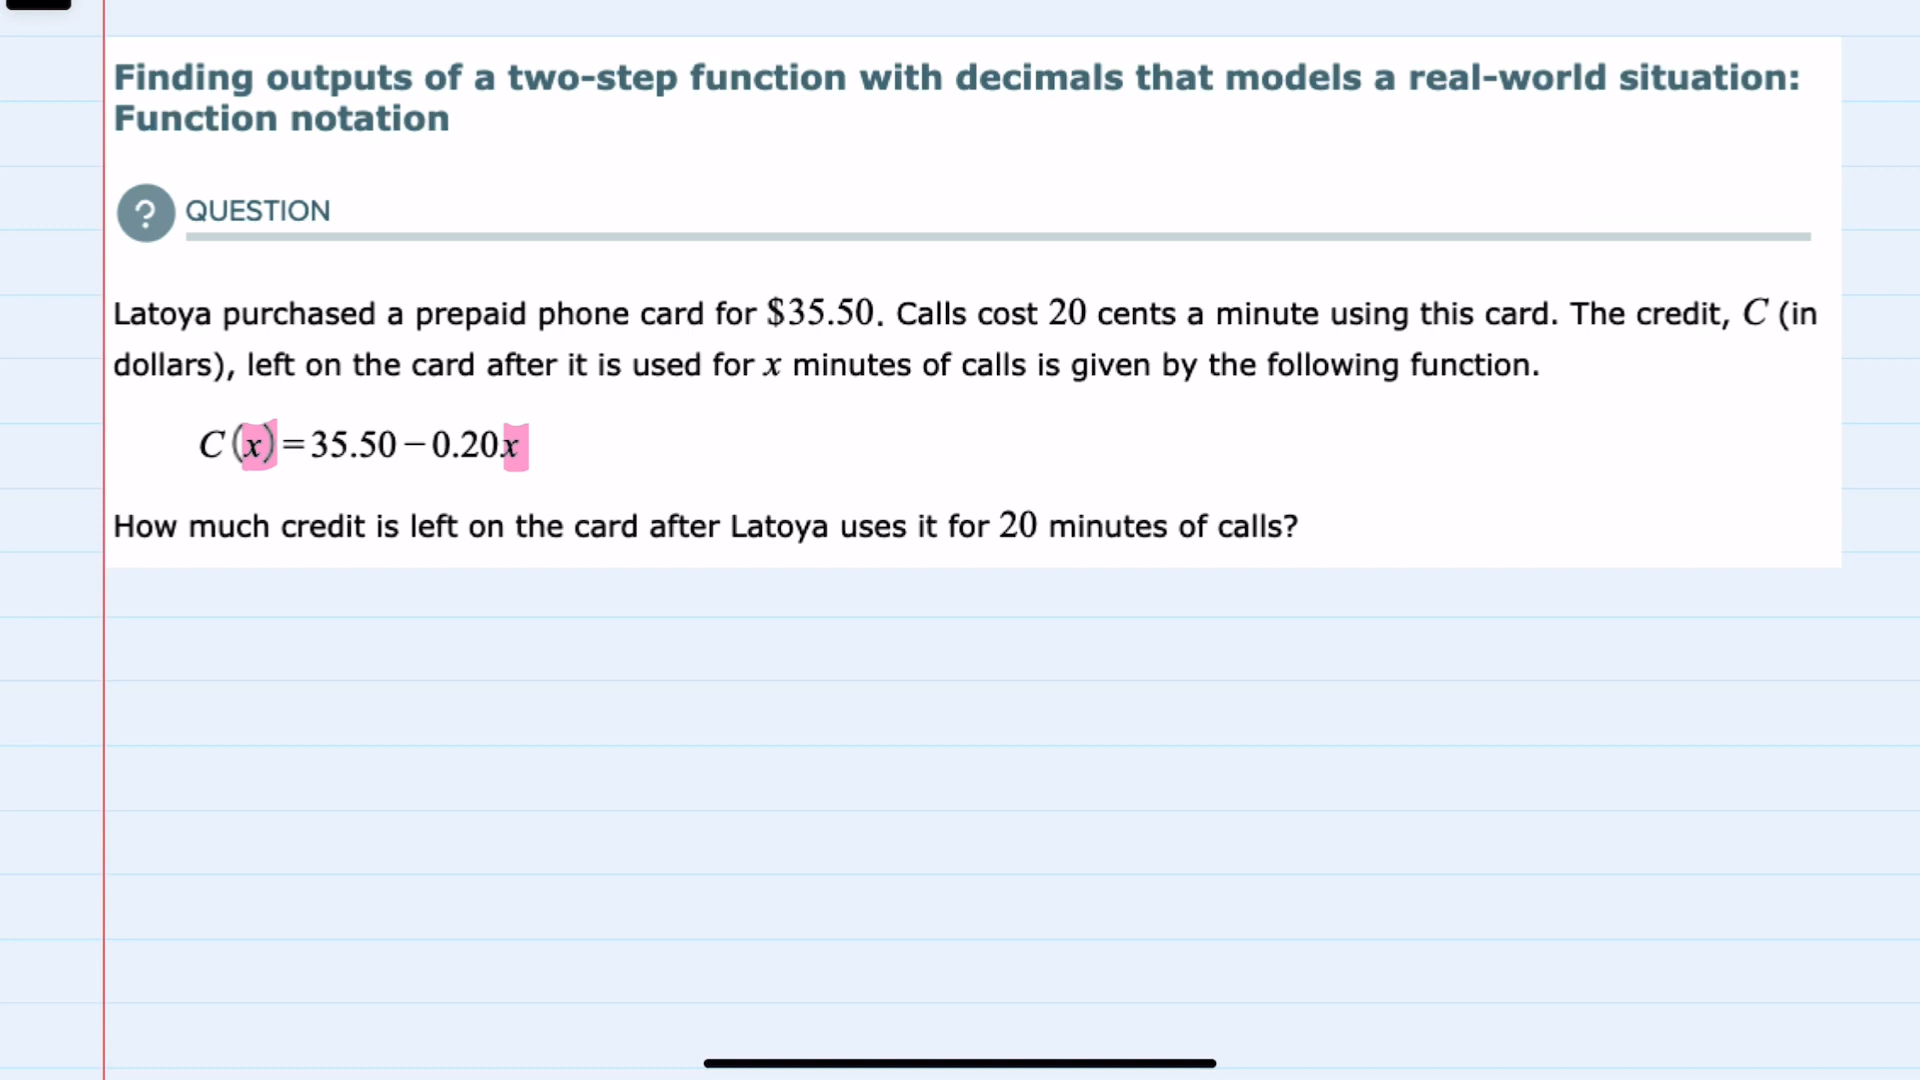 Finding outputs of a two-step function with decimals that models a real-world situation:
Function notation
? QUESTION
Latoya purchased a prepaid phone card for $35.50. Calls cost 20 cents a minute using this card. The credit, C (in
dollars), left on the card after it is used for x minutes of calls is given by the following function.
C(x)=35.50−0.20x
How much credit is left on the card after Latoya uses it for 20 minutes of calls?